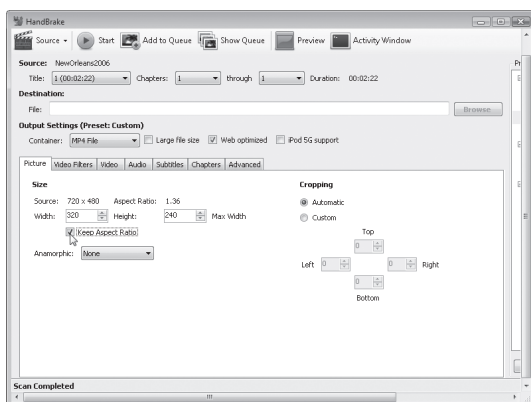 HandBrake
Source Start Add to Queue Show Queue Preview Activity Window
Source: NewOrleans2006
Title: 1 (00:02:22) Chapters: 1 through 1 Duration: 00:02:22
Destination:
File: Browse
Output Settings (Preset: Custom)
Container: MP4 File Large file size Web optimized iPod 5G support
Picture Video Filters Video Audio Subtitles Chapters Advanced
Size Cropping
Source: 720 x 480 Aspect Ratio: 1.36 Automatic
Width: 320 Height: 240 Max Width Custom
Keep Aspect Ratio Top
0
Anamorphic: None
Left 0 0 Right
0
Bottom
Scan Completed